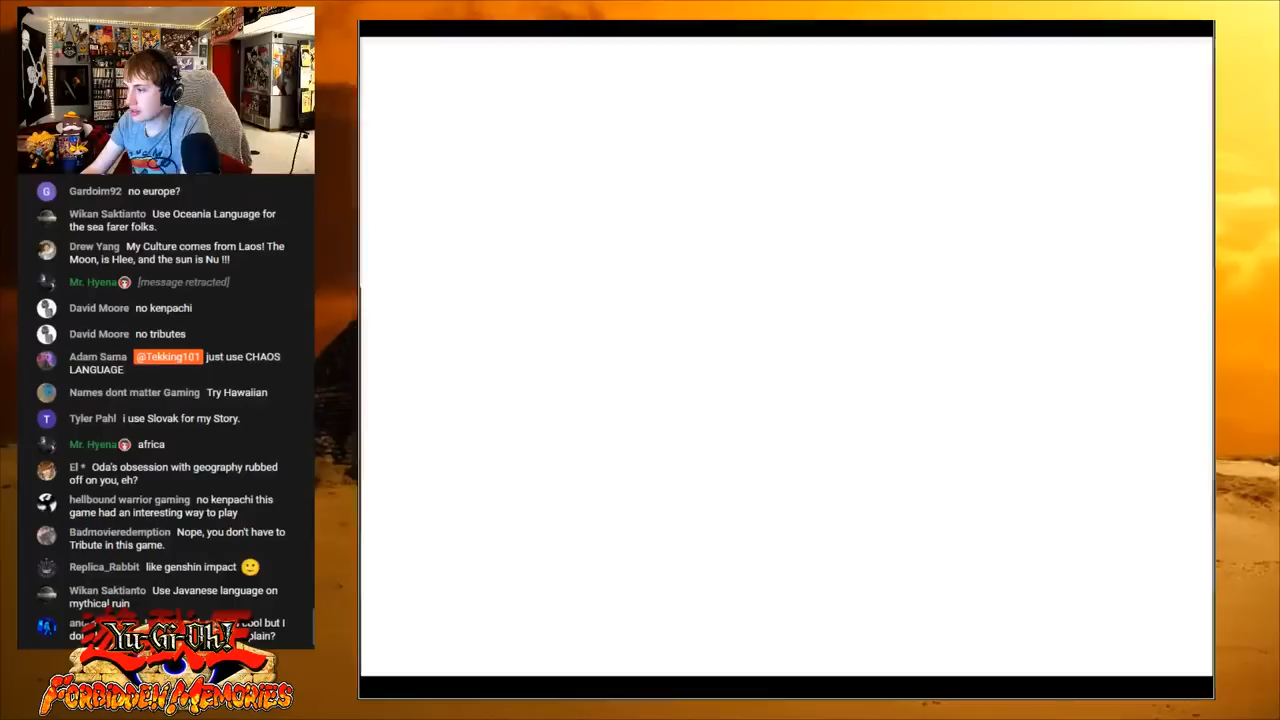 Gardoim92 no europe?
Wikan Saktianto Use Oceania Language for
the sea farer folks.
Drew Yang My Culture comes from Laos! The
Moon, is Hlee, and the sun is Nu !!!
Mr. Hyena [message retracted]
David Moore no kenpachi
David Moore no tributes
Adam Sama @Tekking101 just use CHAOS
LANGUAGE
Names dont matter Gaming Try Hawaiian
Tyler Pahl i use Slovak for my Story.
Mr. Hyena africa
El * Oda's obsession with geography rubbed
off on you, eh?
hellbound warrior gaming no kenpachi this
game had an interesting way to play
Badmovieredemption Nope, you don't have to
Tribute in this game.
Replica_Rabbit like genshin impact 🙂
Wikan Saktianto Use Javanese language on
mythical ruin
cool but I
Yu-Gi-Oh!
FORBIDDEN MEMORIES